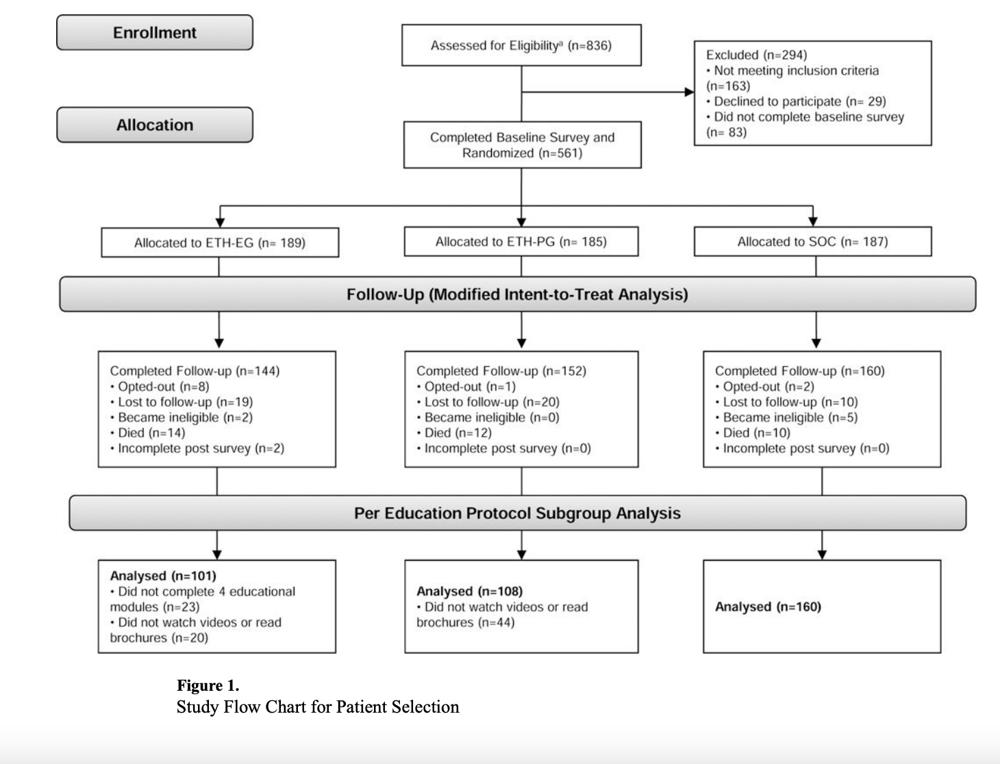 Enrollment
Assessed for Eligibilityᵃ (n=836)
Excluded (n=294)
• Not meeting inclusion criteria
(n=163)
• Declined to participate (n= 29)
• Did not complete baseline survey
(n= 83)
Allocation
Completed Baseline Survey and
Randomized (n=561)
Allocated to ETH-EG (n= 189)
Allocated to ETH-PG (n= 185)
Allocated to SOC (n= 187)
Follow-Up (Modified Intent-to-Treat Analysis)
Completed Follow-up (n=144)
• Opted-out (n=8)
• Lost to follow-up (n=19)
• Became ineligible (n=2)
• Died (n=14)
• Incomplete post survey (n=2)
Completed Follow-up (n=152)
• Opted-out (n=1)
• Lost to follow-up (n=20)
• Became ineligible (n=0)
• Died (n=12)
• Incomplete post survey (n=0)
Completed Follow-up (n=160)
• Opted-out (n=2)
• Lost to follow-up (n=10)
• Became ineligible (n=5)
• Died (n=10)
• Incomplete post survey (n=0)
Per Education Protocol Subgroup Analysis
Analysed (n=101)
• Did not complete 4 educational
modules (n=23)
• Did not watch videos or read
brochures (n=20)
Analysed (n=108)
• Did not watch videos or read
brochures (n=44)
Analysed (n=160)
Figure 1.
Study Flow Chart for Patient Selection